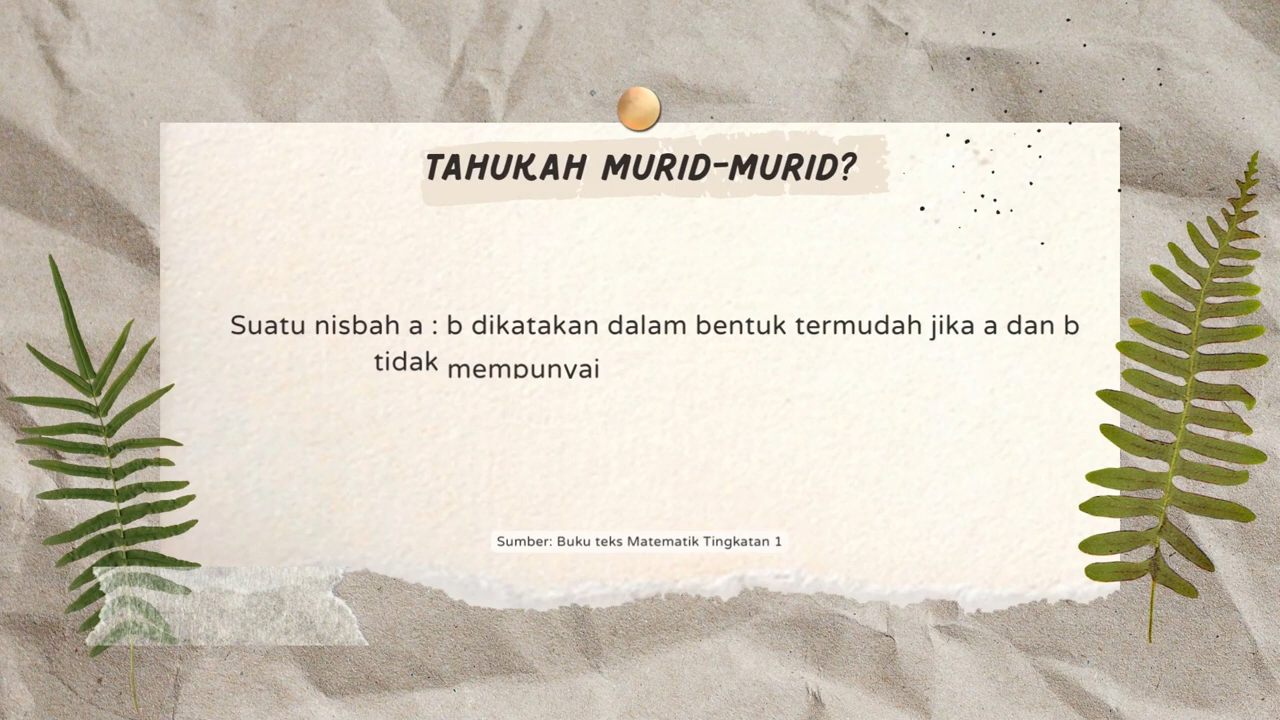 TAHUKAH MURID-MURID?
Suatu nisbah a : b dikatakan dalam bentuk termudah jika a dan b
tidak mempunyai
Sumber: Buku teks Matematik Tingkatan 1